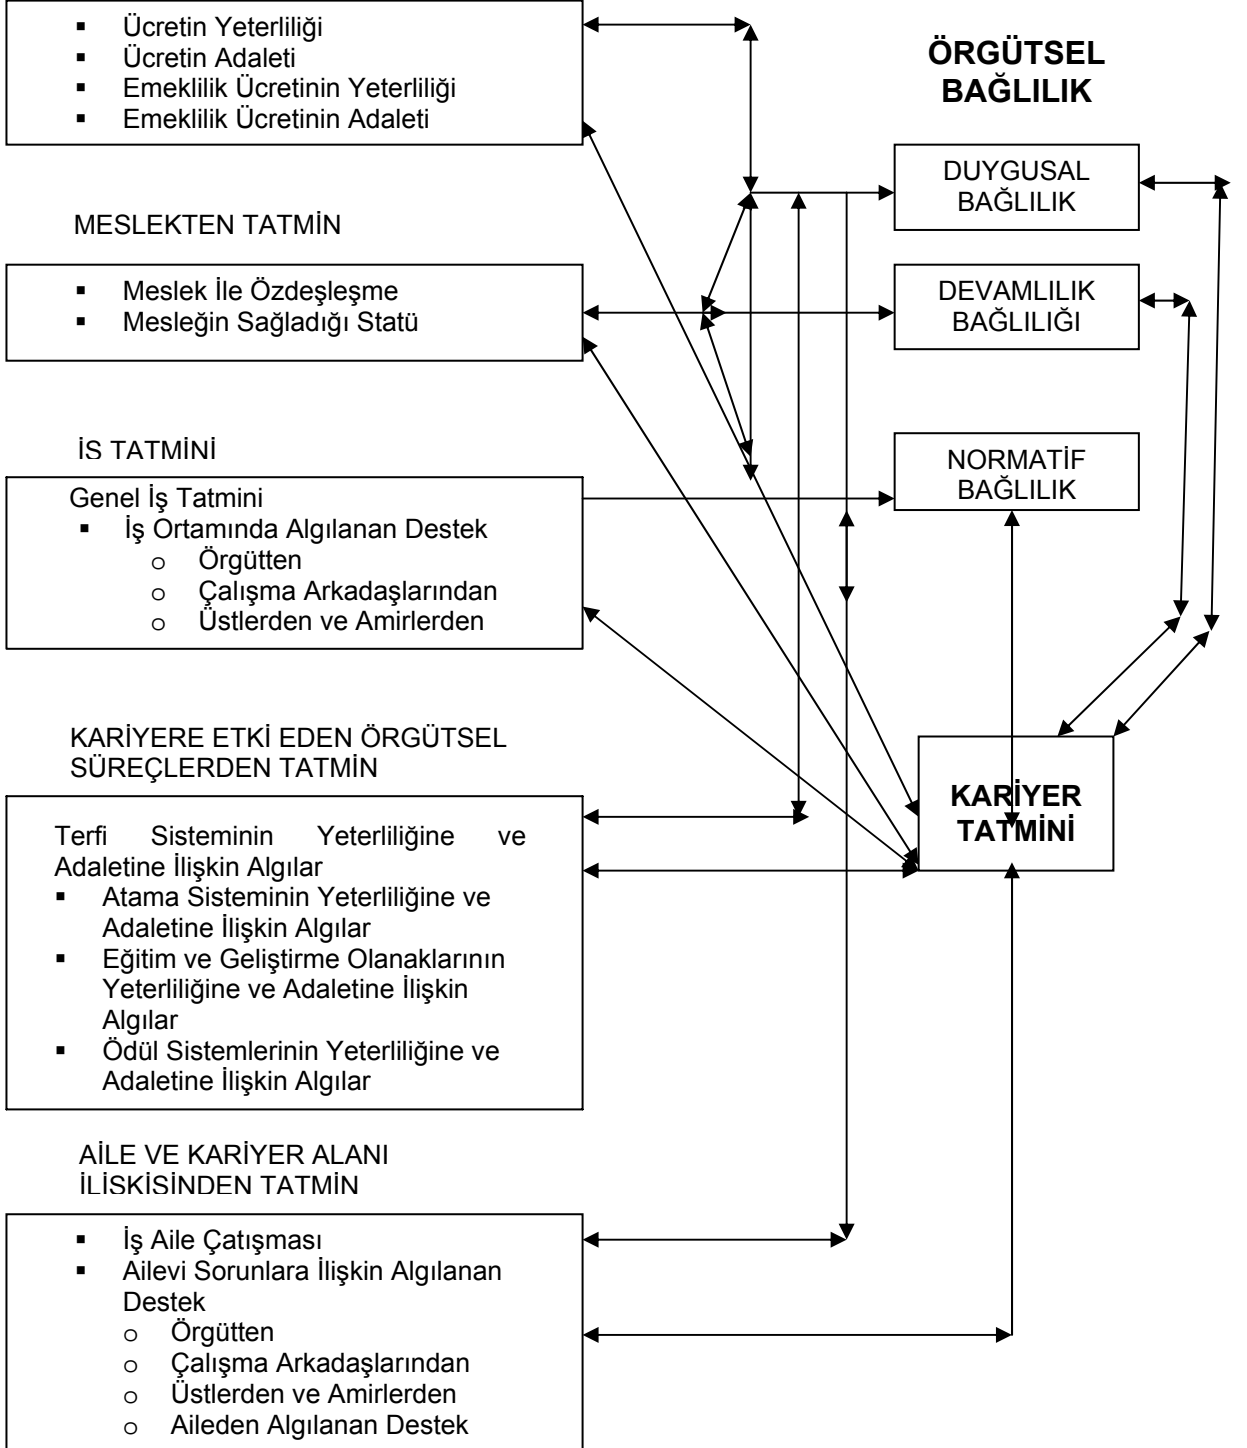 ▪ Ücretin Yeterliliği
▪ Ücretin Adaleti
▪ Emeklilik Ücretinin Yeterliliği
▪ Emeklilik Ücretinin Adaleti
MESLEKTEN TATMİN
▪ Meslek İle Özdeşleşme
▪ Mesleğin Sağladığı Statü
İS TATMİNİ
Genel İş Tatmini
▪ İş Ortamında Algılanan Destek
o Örgütten
o Çalışma Arkadaşlarından
o Üstlerden ve Amirlerden
KARİYERE ETKİ EDEN ÖRGÜTSEL
SÜREÇLERDEN TATMİN
Terfi Sisteminin Yeterliliğine ve
Adaletine İlişkin Algılar
▪ Atama Sisteminin Yeterliliğine ve
Adaletine İlişkin Algılar
▪ Eğitim ve Geliştirme Olanaklarının
Yeterliliğine ve Adaletine İlişkin
Algılar
▪ Ödül Sistemlerinin Yeterliliğine ve
Adaletine İlişkin Algılar
AİLE VE KARİYER ALANI
İLİSKİSİNDEN TATMİN
▪ İş Aile Çatışması
▪ Ailevi Sorunlara İlişkin Algılanan
Destek
o Örgütten
o Çalışma Arkadaşlarından
o Üstlerden ve Amirlerden
o Aileden Algılanan Destek
ÖRGÜTSEL
BAĞLILIK
DUYGUSAL
BAĞLILIK
DEVAMLILIK
BAĞLILIĞI
NORMATİF
BAĞLILIK
KARİYER
TATMİNİ